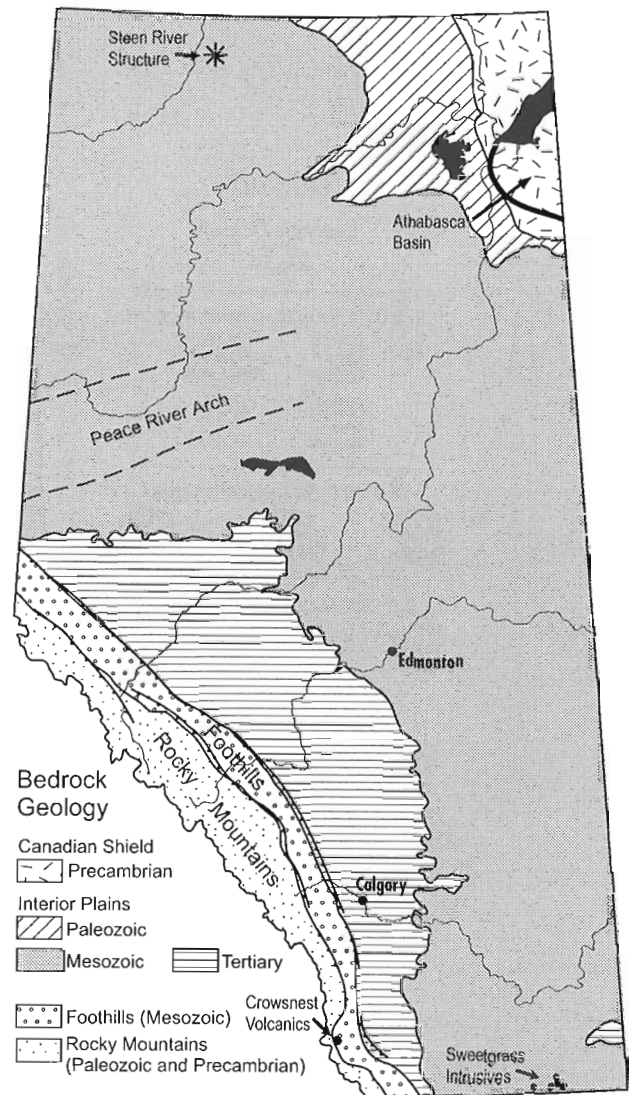 Steen River
Structure
Athabasca
Basin
Peace River Arch
Edmonton
Foothills
Rocky Mountains
Bedrock
Geology
Canadian Shield
Precambrian
Calgary
Interior Plains
Paleozoic
Mesozoic
Tertiary
Crowsnest
Volcanics
Foothills (Mesozoic)
Rocky Mountains
(Paleozoic and Precambrian)
Sweetgrass
Intrusives